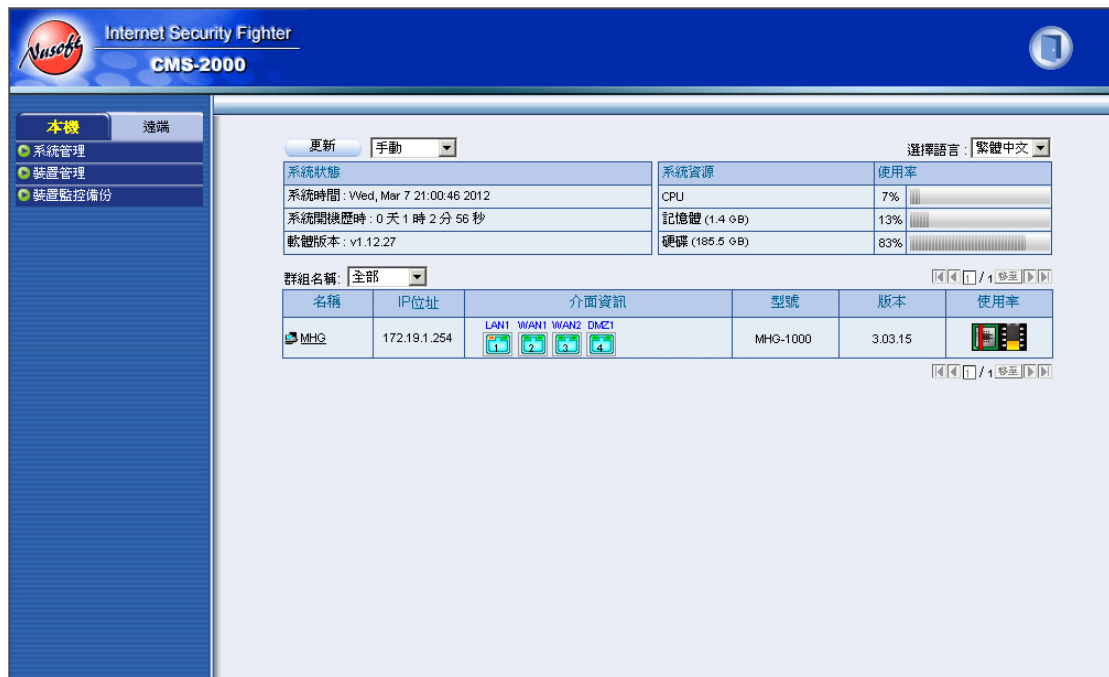 Nusoft
Internet Security Fighter
CMS-2000
本機 遠端
系統管理
裝置管理
裝置監控備份
更新 手動 選擇語言 : 繁體中文
系統狀態 系統資源 使用率
系統時間 : Wed, Mar 7 21:00:46 2012 CPU 7%
系統開機歷時 : 0 天 1 時 2 分 56 秒 記憶體 (1.4 GB) 13%
軟體版本 : v1.12.27 硬碟 (185.5 GB) 83%
群組名稱: 全部 1 / 1 移至
名稱 IP位址 介面資訊 型號 版本 使用率
LAN1 WAN1 WAN2 DMZ1
MHG 172.19.1.254 1 2 3 4 MHG-1000 3.03.15
1 / 1 移至